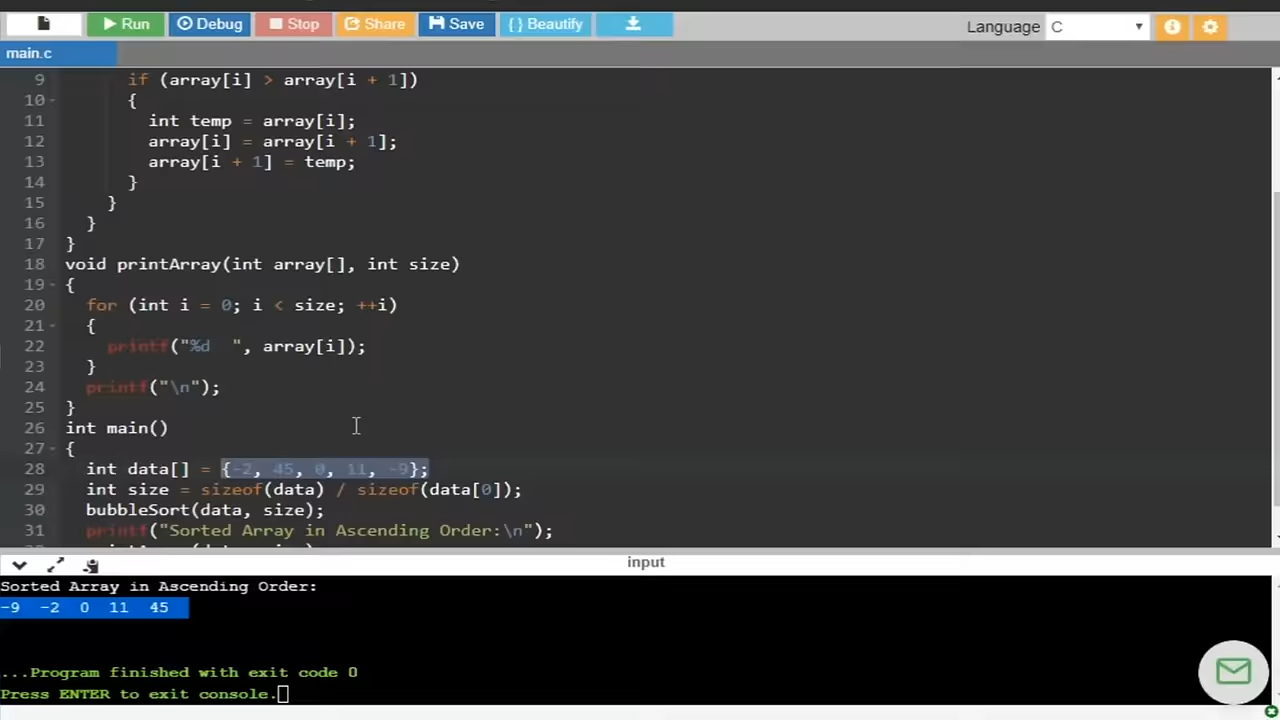 Run Debug Stop Share Save { } Beautify Language C
main.c
9 if (array[i] > array[i + 1])
10 {
11 int temp = array[i];
12 array[i] = array[i + 1];
13 array[i + 1] = temp;
14 }
15 }
16 }
17 }
18 void printArray(int array[], int size)
19 {
20 for (int i = 0; i < size; ++i)
21 {
22 printf("%d  ", array[i]);
23 }
24 printf("\n");
25 }
26 int main()
27 {
28 int data[] = {-2, 45, 0, 11, -9};
29 int size = sizeof(data) / sizeof(data[0]);
30 bubbleSort(data, size);
31 printf("Sorted Array in Ascending Order:\n");
input
Sorted Array in Ascending Order:
-9  -2  0  11  45
...Program finished with exit code 0
Press ENTER to exit console.